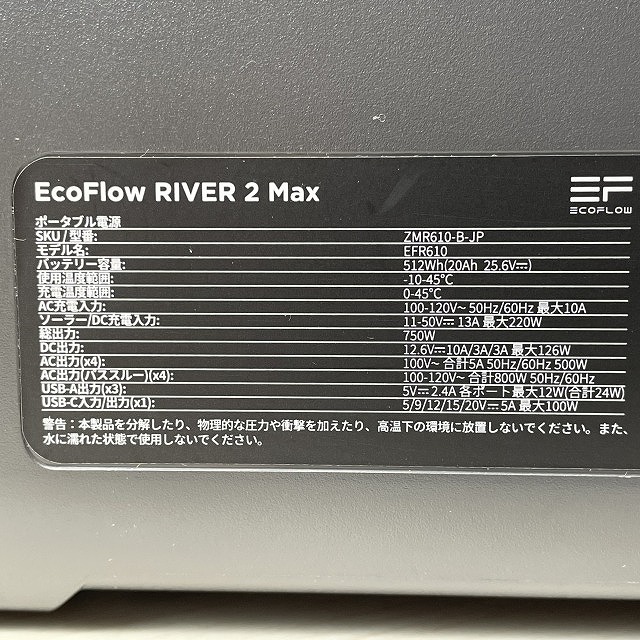 EcoFlow RIVER 2 Max
EF
ECOFLOW
ポータブル電源
SKU / 型番: ZMR610-B-JP
モデル名: EFR610
バッテリー容量: 512Wh(20Ah 25.6V⎓)
使用温度範囲: -10-45°C
充電温度範囲: 0-45°C
AC充電入力: 100-120V~ 50Hz/60Hz 最大10A
ソーラー/DC充電入力: 11-50V⎓ 13A 最大220W
総出力: 750W
DC出力: 12.6V⎓10A/3A/3A 最大126W
AC出力(x4): 100V~ 合計5A 50Hz/60Hz 500W
AC出力(パススルー)(x4): 100-120V~ 合計800W 50Hz/60Hz
USB-A出力(x3): 5V⎓ 2.4A 各ポート最大12W(合計24W)
USB-C入力/出力(x1): 5/9/12/15/20V⎓ 5A 最大100W
警告：本製品を分解したり、物理的な圧力や衝撃を加えたり、高温下の環境に放置しないでください。また、
水に濡れた状態で使用しないでください。